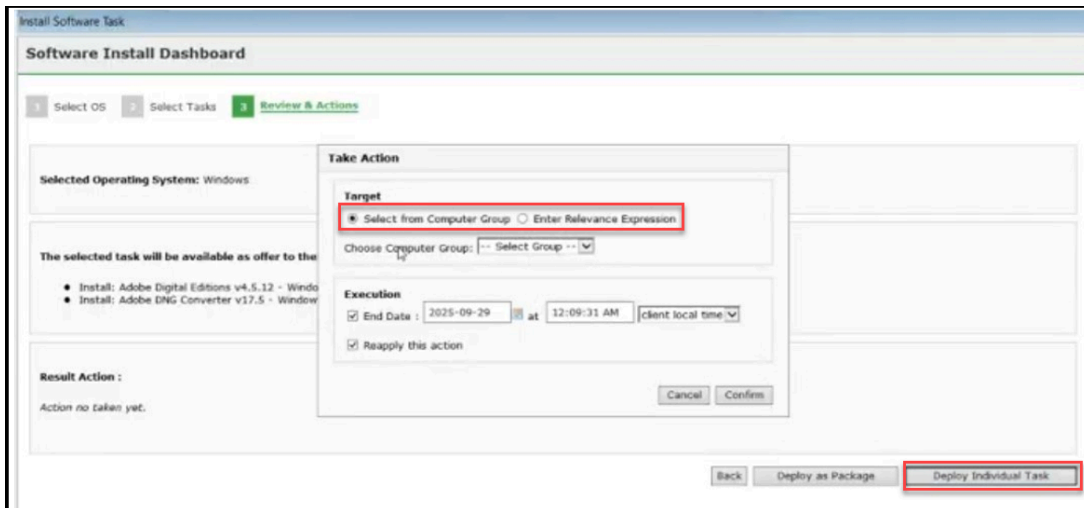 Install Software Task
Software Install Dashboard
1 Select OS 2 Select Tasks 3 Review & Actions
Selected Operating System: Windows
The selected task will be available as offer to the
Install: Adobe Digital Editions v4.5.12 - Windo
Install: Adobe DNG Converter v17.5 - Window
Result Action :
Action no taken yet.
Take Action
Target
Select from Computer Group Enter Relevance Expression
Choose Computer Group: -- Select Group --
Execution
End Date : 2025-09-29 at 12:09:31 AM client local time
Reapply this action
Cancel Confirm
Back Deploy as Package Deploy Individual Task